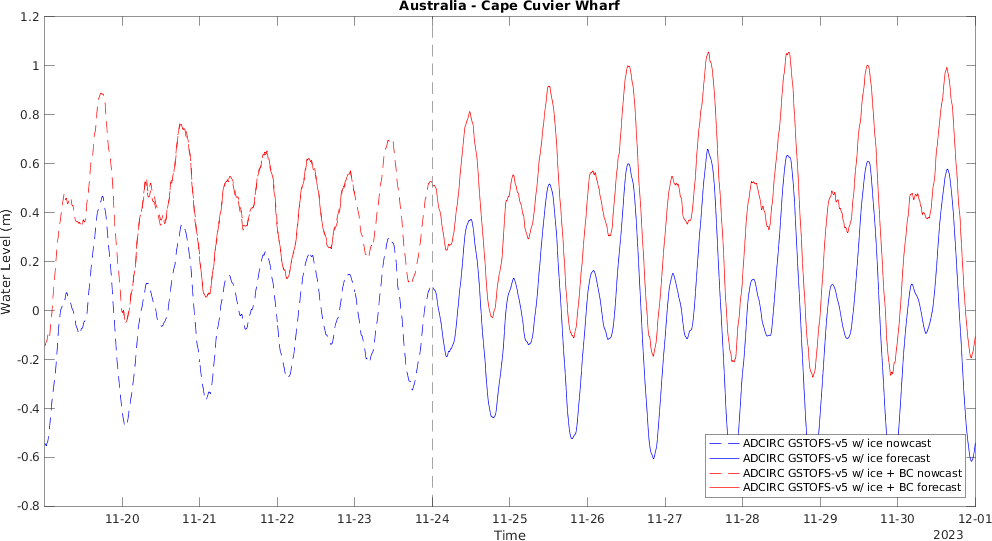 Australia - Cape Cuvier Wharf
1.2
1
0.8
0.6
0.4
0.2
0
-0.2
-0.4
-0.6
-0.8
Water Level (m)
ADCIRC GSTOFS-v5 w/ ice nowcast
ADCIRC GSTOFS-v5 w/ ice forecast
ADCIRC GSTOFS-v5 w/ ice + BC nowcast
ADCIRC GSTOFS-v5 w/ ice + BC forecast
11-20 11-21 11-22 11-23 11-24 11-25 11-26 11-27 11-28 11-29 11-30 12-01
Time
2023